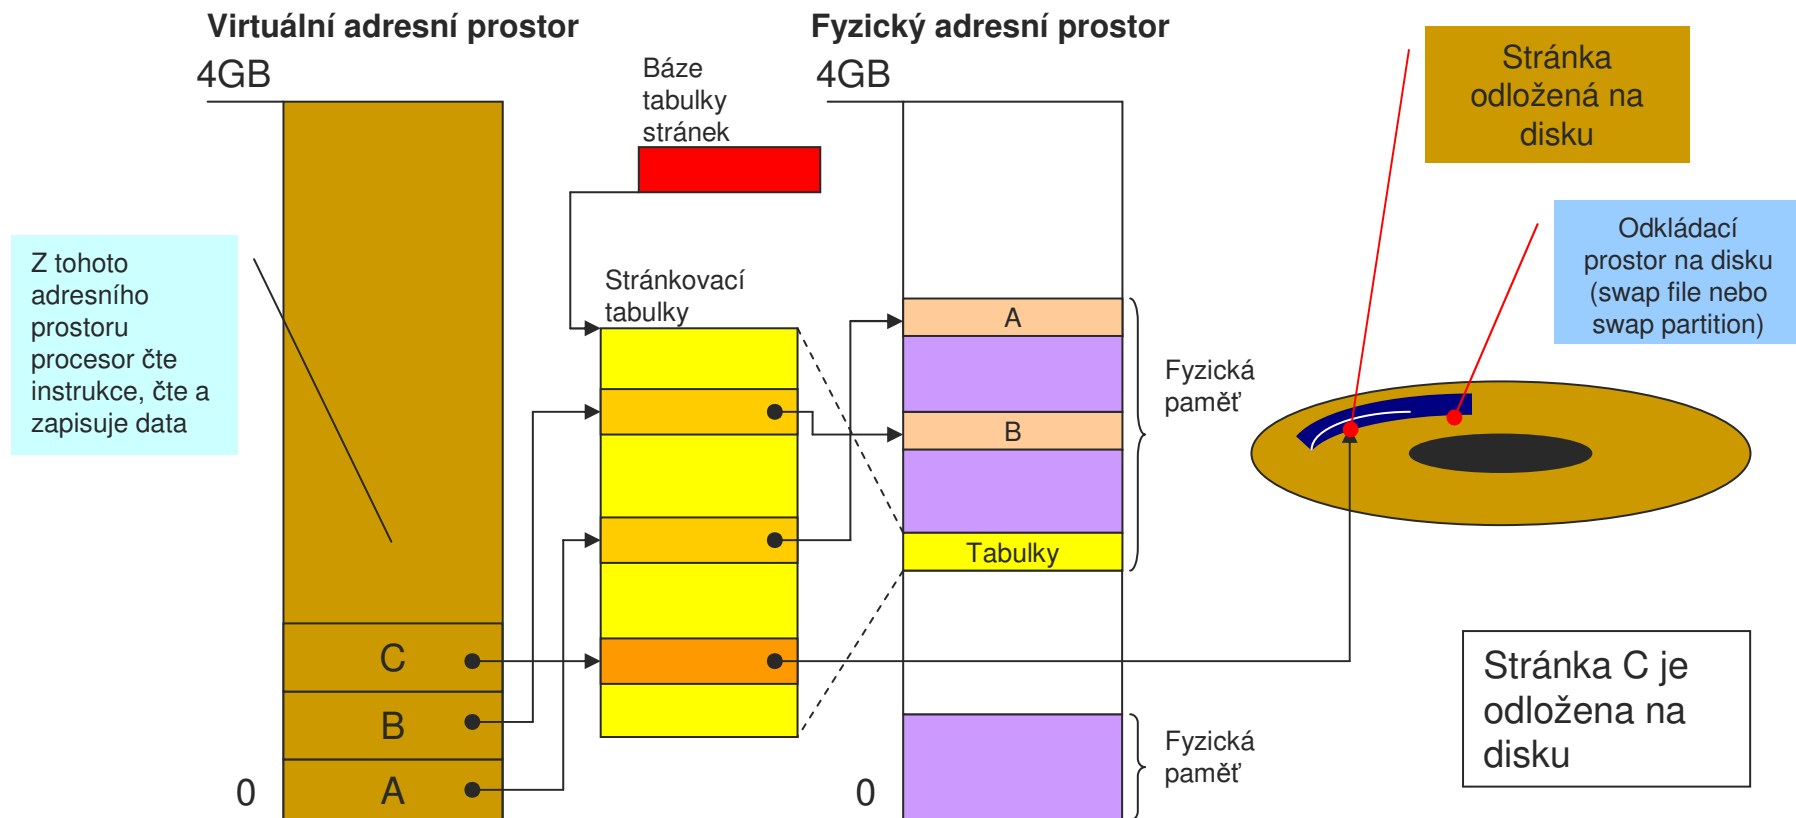 Virtuální adresní prostor
Fyzický adresní prostor
4GB
Báze
tabulky
stránek
4GB
Stránka
odložená na
disku
Z tohoto
adresního
prostoru
procesor čte
instrukce, čte a
zapisuje data
Stránkovací
tabulky
Odkládací
prostor na disku
(swap file nebo
swap partition)
A
B
Tabulky
Fyzická
paměť
C
B
A
0
0
Fyzická
paměť
Stránka C je
odložena na
disku